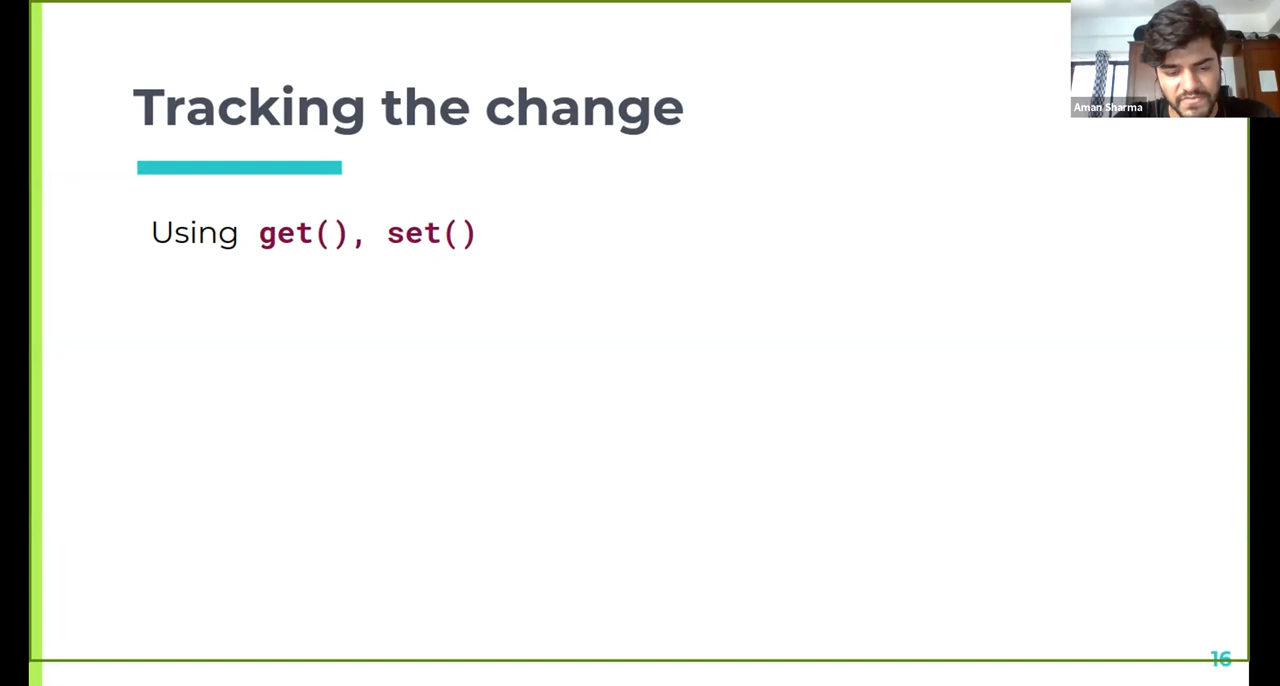 Tracking the change
Aman Sharma
Using get(), set()
16